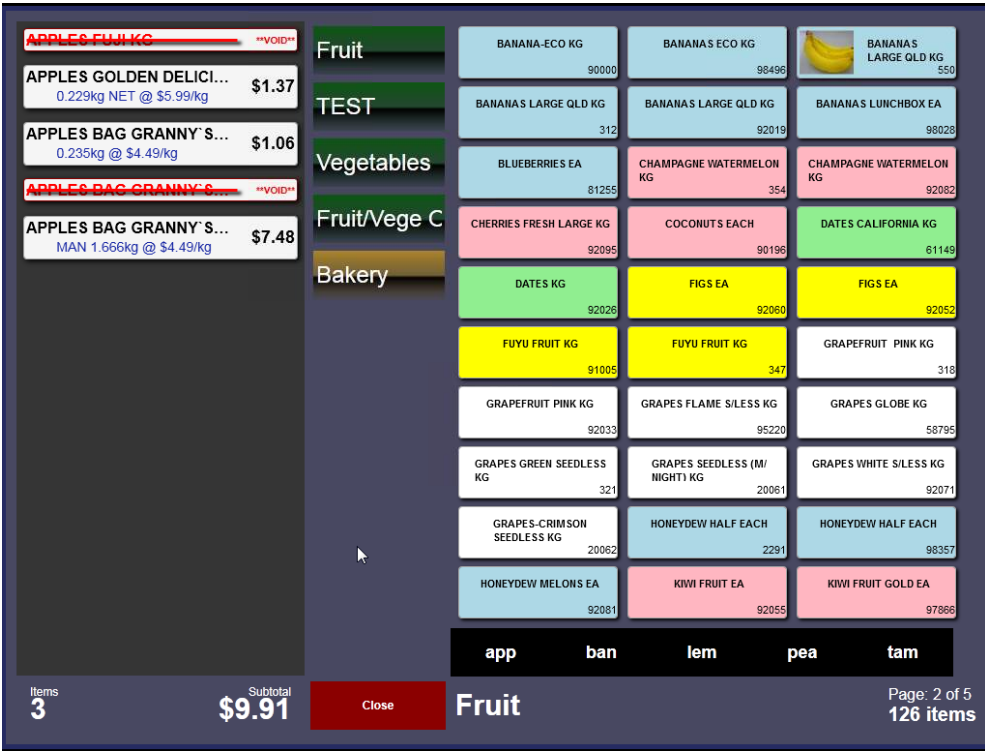 APPLES FUJI KG **VOID**
APPLES GOLDEN DELICI... $1.37
0.229kg NET @ $5.99/kg
APPLES BAG GRANNY`S... $1.06
0.235kg @ $4.49/kg
APPLES BAG GRANNY`S... **VOID**
APPLES BAG GRANNY`S... $7.48
MAN 1.666kg @ $4.49/kg
Items
3
Subtotal
$9.91
Fruit
TEST
Vegetables
Fruit/Vege C
Bakery
Close
BANANA-ECO KG
90000
BANANAS ECO KG
98496
BANANAS
LARGE QLD KG
550
BANANAS LARGE QLD KG
312
BANANAS LARGE QLD KG
92019
BANANAS LUNCHBOX EA
98028
BLUEBERRIES EA
81255
CHAMPAGNE WATERMELON
KG
354
CHAMPAGNE WATERMELON
KG
92082
CHERRIES FRESH LARGE KG
92095
COCONUTS EACH
90196
DATES CALIFORNIA KG
61149
DATES KG
92026
FIGS EA
92060
FIGS EA
92052
FUYU FRUIT KG
91005
FUYU FRUIT KG
347
GRAPEFRUIT PINK KG
318
GRAPEFRUIT PINK KG
92033
GRAPES FLAME S/LESS KG
95220
GRAPES GLOBE KG
58795
GRAPES GREEN SEEDLESS
KG
321
GRAPES SEEDLESS (M/
NIGHT) KG
20061
GRAPES WHITE S/LESS KG
92071
GRAPES-CRIMSON
SEEDLESS KG
20062
HONEYDEW HALF EACH
2291
HONEYDEW HALF EACH
98357
HONEYDEW MELONS EA
92081
KIWI FRUIT EA
92055
KIWI FRUIT GOLD EA
97866
app ban lem pea tam
Fruit
Page: 2 of 5
126 items